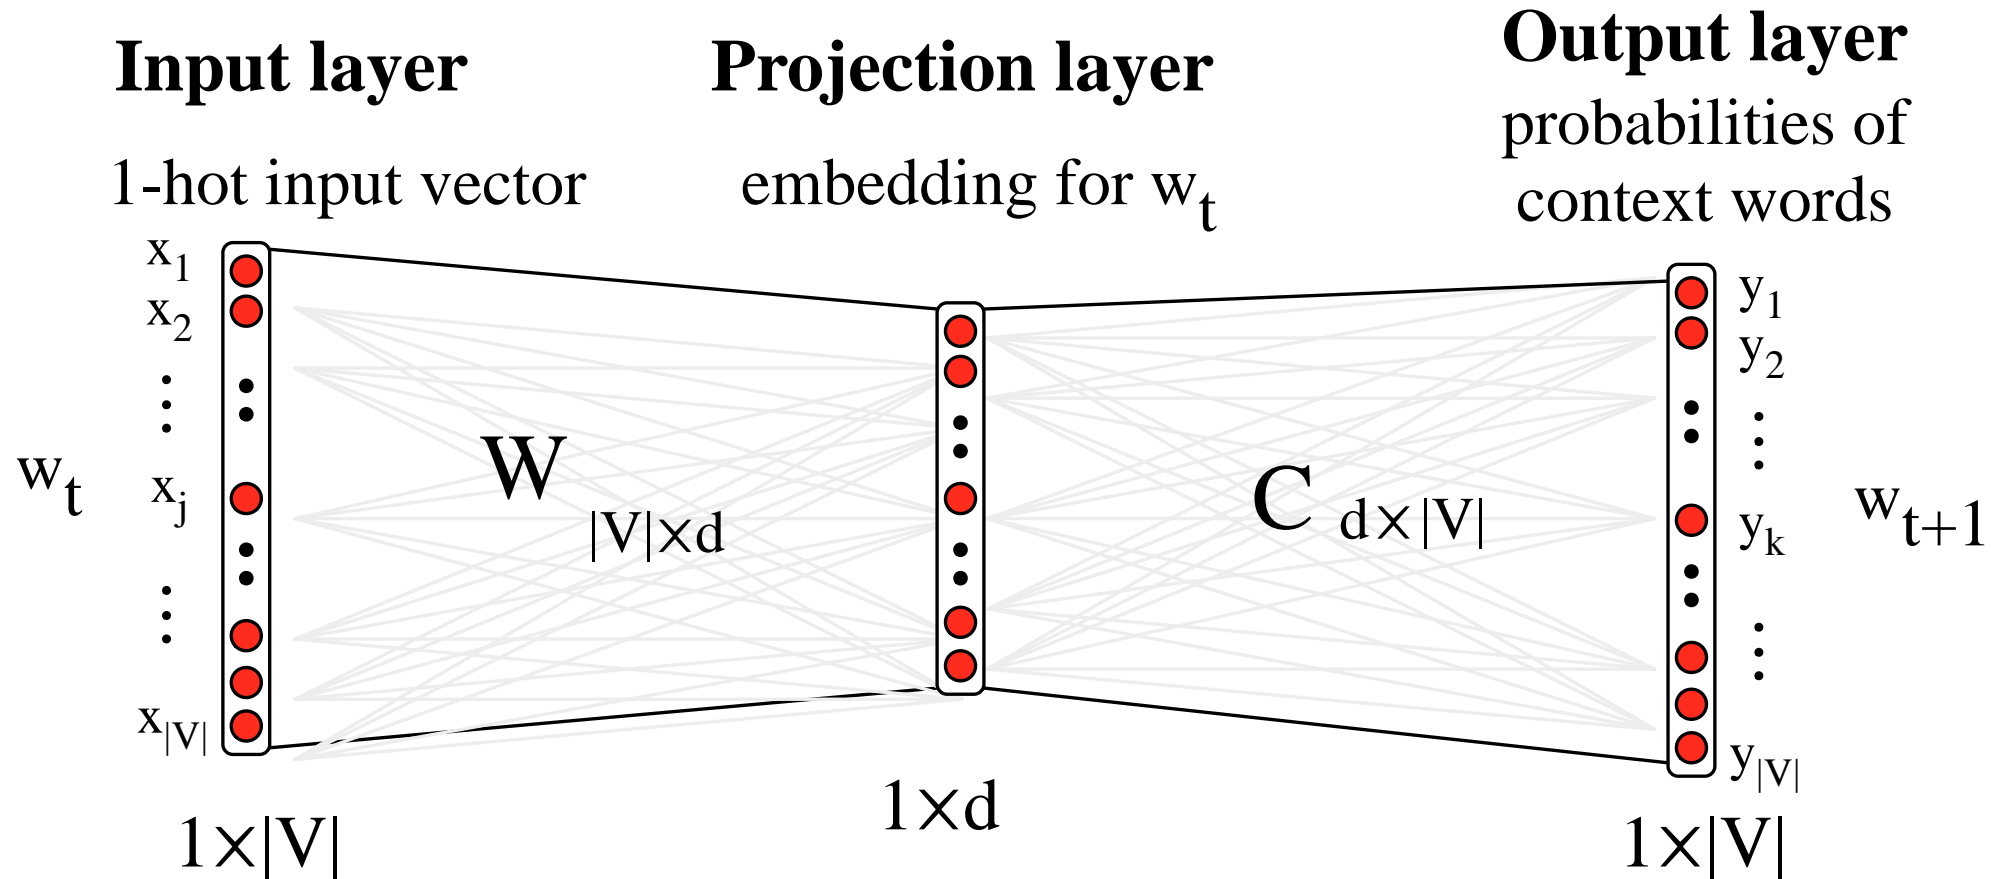 Input layer
1-hot input vector
Projection layer
embedding for wt
Output layer
probabilities of
context words
x1
x2
xj
x|V|
wt
W
|V|×d
C
d×|V|
y1
y2
yk
y|V|
wt+1
1×|V|
1×d
1×|V|